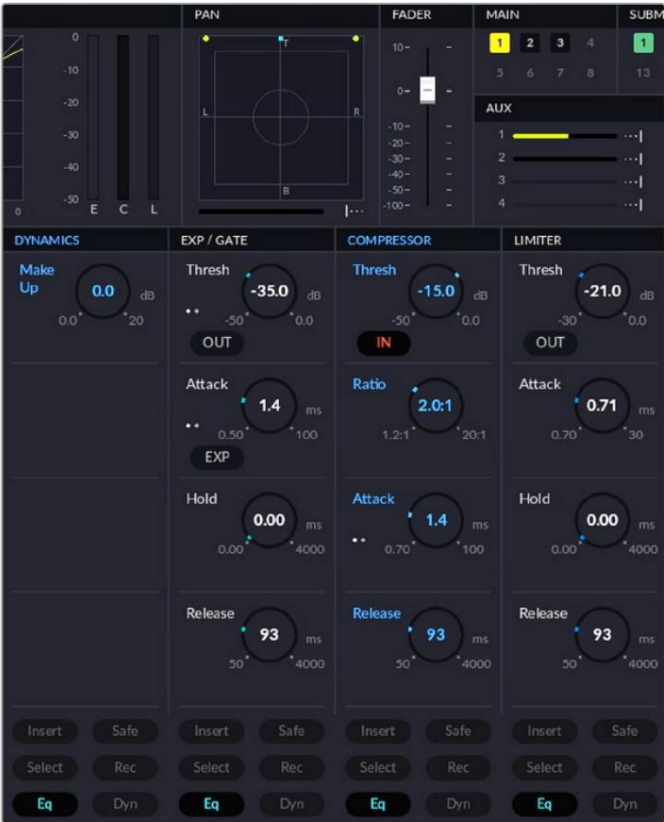 PAN FADER MAIN SUBM
0 10- 1 2 3 4 1
T
-10 0- 5 6 7 8 13
-20 L R AUX
-10- 1
-30 -20- 2
-30-
-40 -40- 3
-50-
-50 B -100- 4
0 E C L
DYNAMICS EXP / GATE COMPRESSOR LIMITER
Make Up 0.0 dB Thresh -35.0 Thresh -15.0 dB Thresh -21.0 dB
0.0 20 -50 0.0 -50 0.0 -30 0.0
OUT IN OUT
Attack 1.4 ms Ratio 2.0:1 Attack 0.71 ms
0.50 100 1.2:1 20:1 0.70 30
EXP
Hold 0.00 ms Attack 1.4 ms Hold 0.00 ms
0.00 4000 0.70 100 0.00 4000
Release 93 ms Release 93 ms Release 93 ms
50 4000 50 4000 50 4000
Insert Safe Insert Safe Insert Safe Insert Safe
Select Rec Select Rec Select Rec Select Rec
Eq Dyn Eq Dyn Eq Dyn Eq Dyn